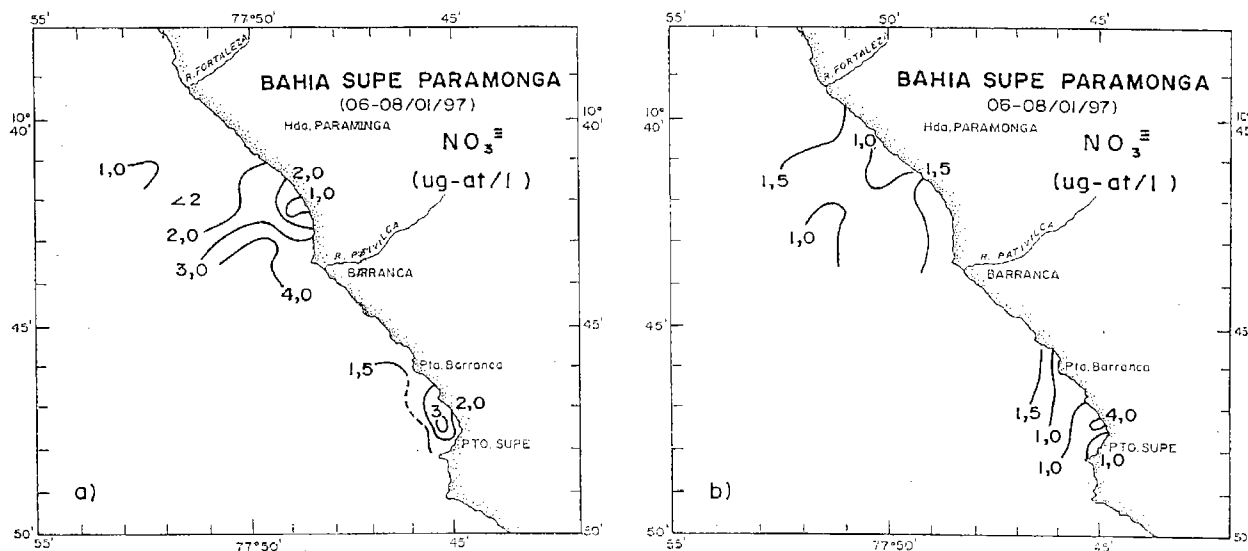 55'
77°50'
45'
R. FORTALEZA
BAHIA SUPE PARAMONGA
(06-08/01/97)
Hda. PARAMINGA
10°
40'
NO3≡
(ug-at/l)
1,0
2,0
1,0
∠2
2,0
3,0
4,0
R. PATIVILCA
BARRANCA
45'
45'
1,5
Pta. Barranca
2,0
3
PTO. SUPE
a)
50'
50'
55'
77°50'
45'
55'
50'
45'
R. FORTALEZA
BAHIA SUPE PARAMONGA
(06-08/01/97)
Hda. PARAMONGA
10°
40'
10°
45'
NO3≡
(ug-at/l)
1,0
1,5
1,5
1,0
R. PATIVILCA
BARRANCA
45'
45'
Pta. Barranca
1,5
1,0
4,0
PTO. SUPE
1,0
1,0
b)
50'
50'
55'
77°50'
45'